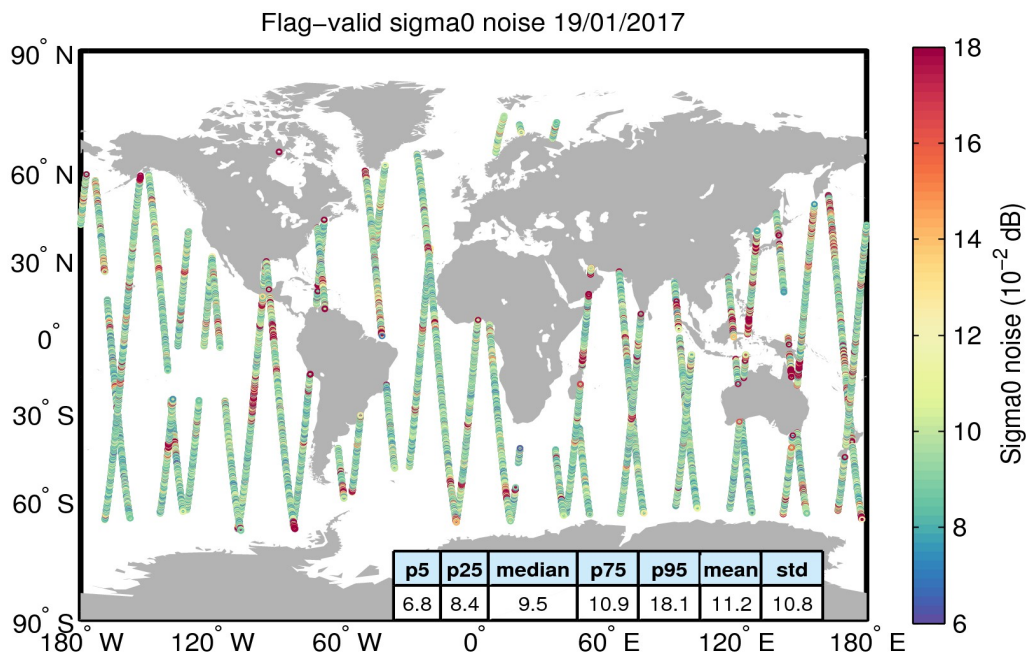 Flag−valid sigma0 noise 19/01/2017
90° N
60° N
30° N
0°
30° S
60° S
90° S
180° W
120° W
60° W
0°
60° E
120° E
180° E
p5 p25 median p75 p95 mean std
6.8 8.4 9.5 10.9 18.1 11.2 10.8
18
16
14
12
10
8
6
Sigma0 noise (10⁻² dB)